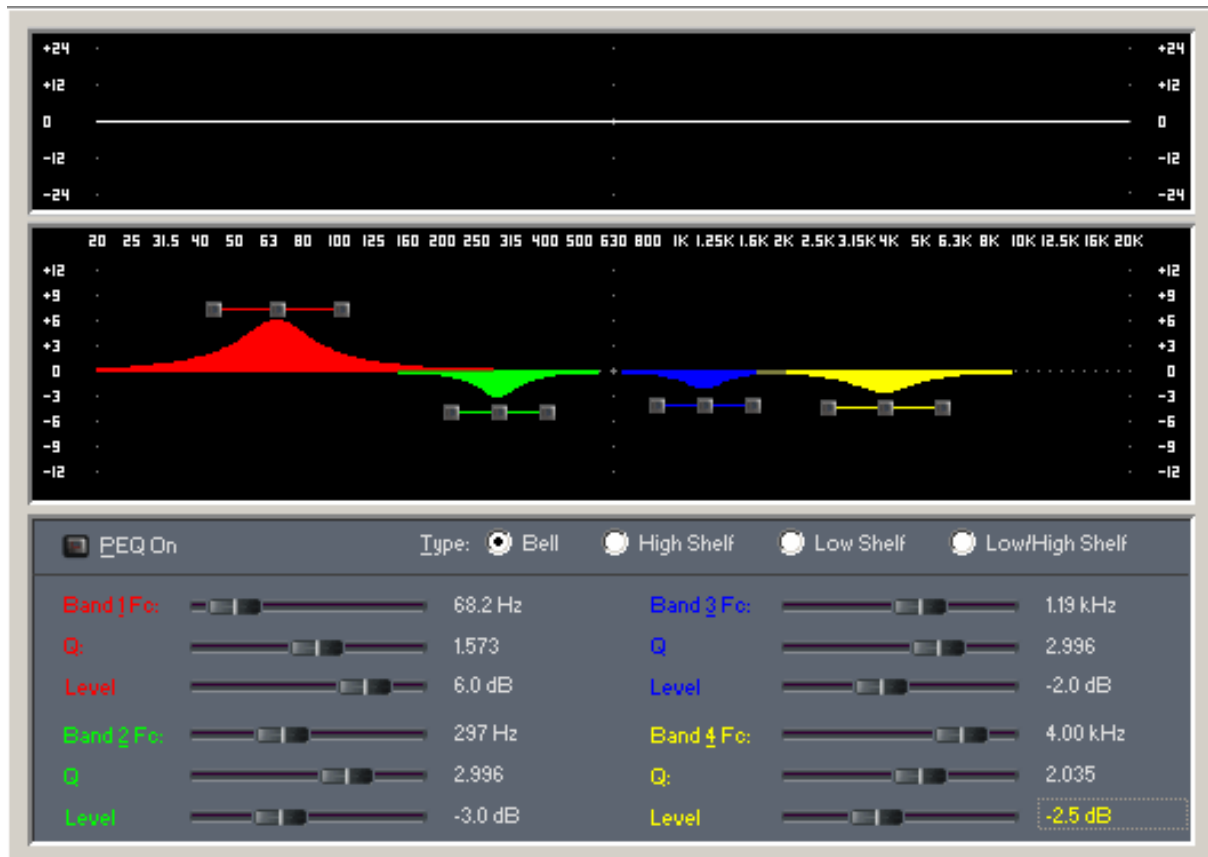 +24 +24
+12 +12
0 0
-12 -12
-24 -24
20 25 31.5 40 50 63 80 100 125 160 200 250 315 400 500 630 800 1K 1.25K 1.6K 2K 2.5K 3.15K 4K 5K 6.3K 8K 10K 12.5K 16K 20K
+12 +12
+9 +9
+6 +6
+3 +3
0 0
-3 -3
-6 -6
-9 -9
-12 -12
PEQ On Type: Bell High Shelf Low Shelf Low/High Shelf
Band 1 Fc: 68.2 Hz Band 3 Fc: 1.19 kHz
Q: 1.573 Q 2.996
Level 6.0 dB Level -2.0 dB
Band 2 Fc: 297 Hz Band 4 Fc: 4.00 kHz
Q 2.996 Q: 2.035
Level -3.0 dB Level -2.5 dB